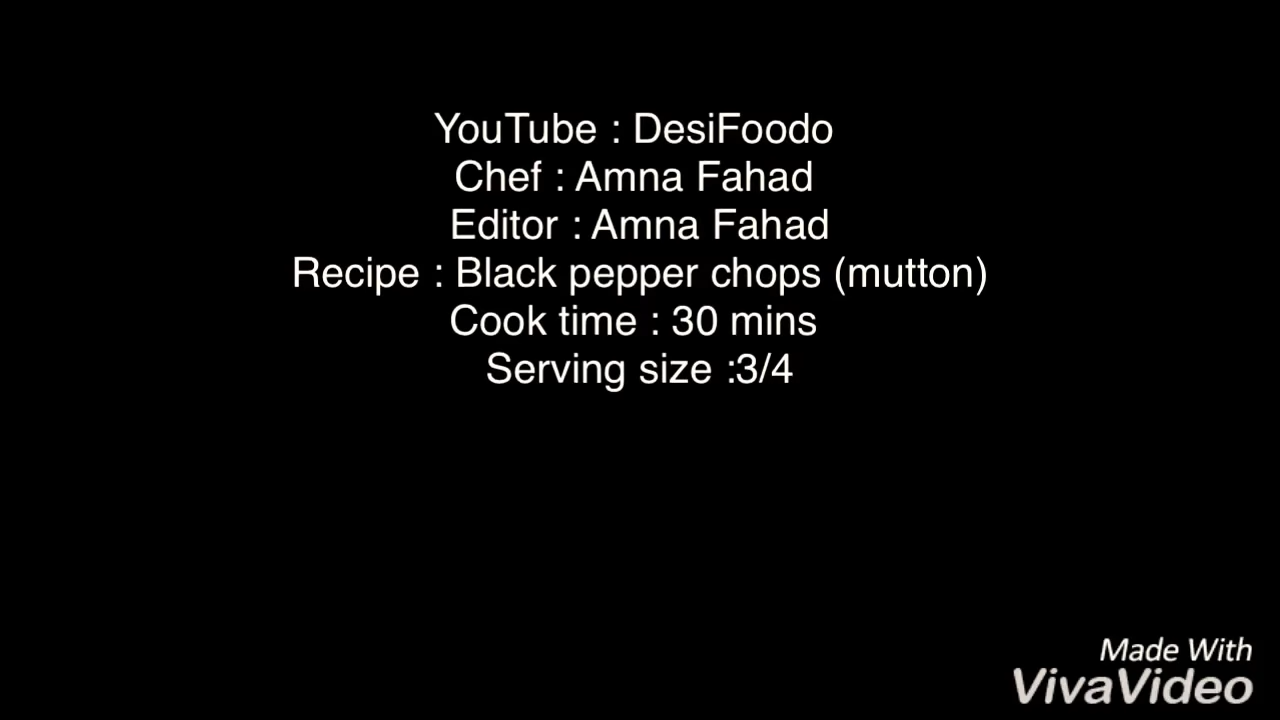 YouTube : DesiFoodo
Chef : Amna Fahad
Editor : Amna Fahad
Recipe : Black pepper chops (mutton)
Cook time : 30 mins
Serving size :3/4
Made With
VivaVideo